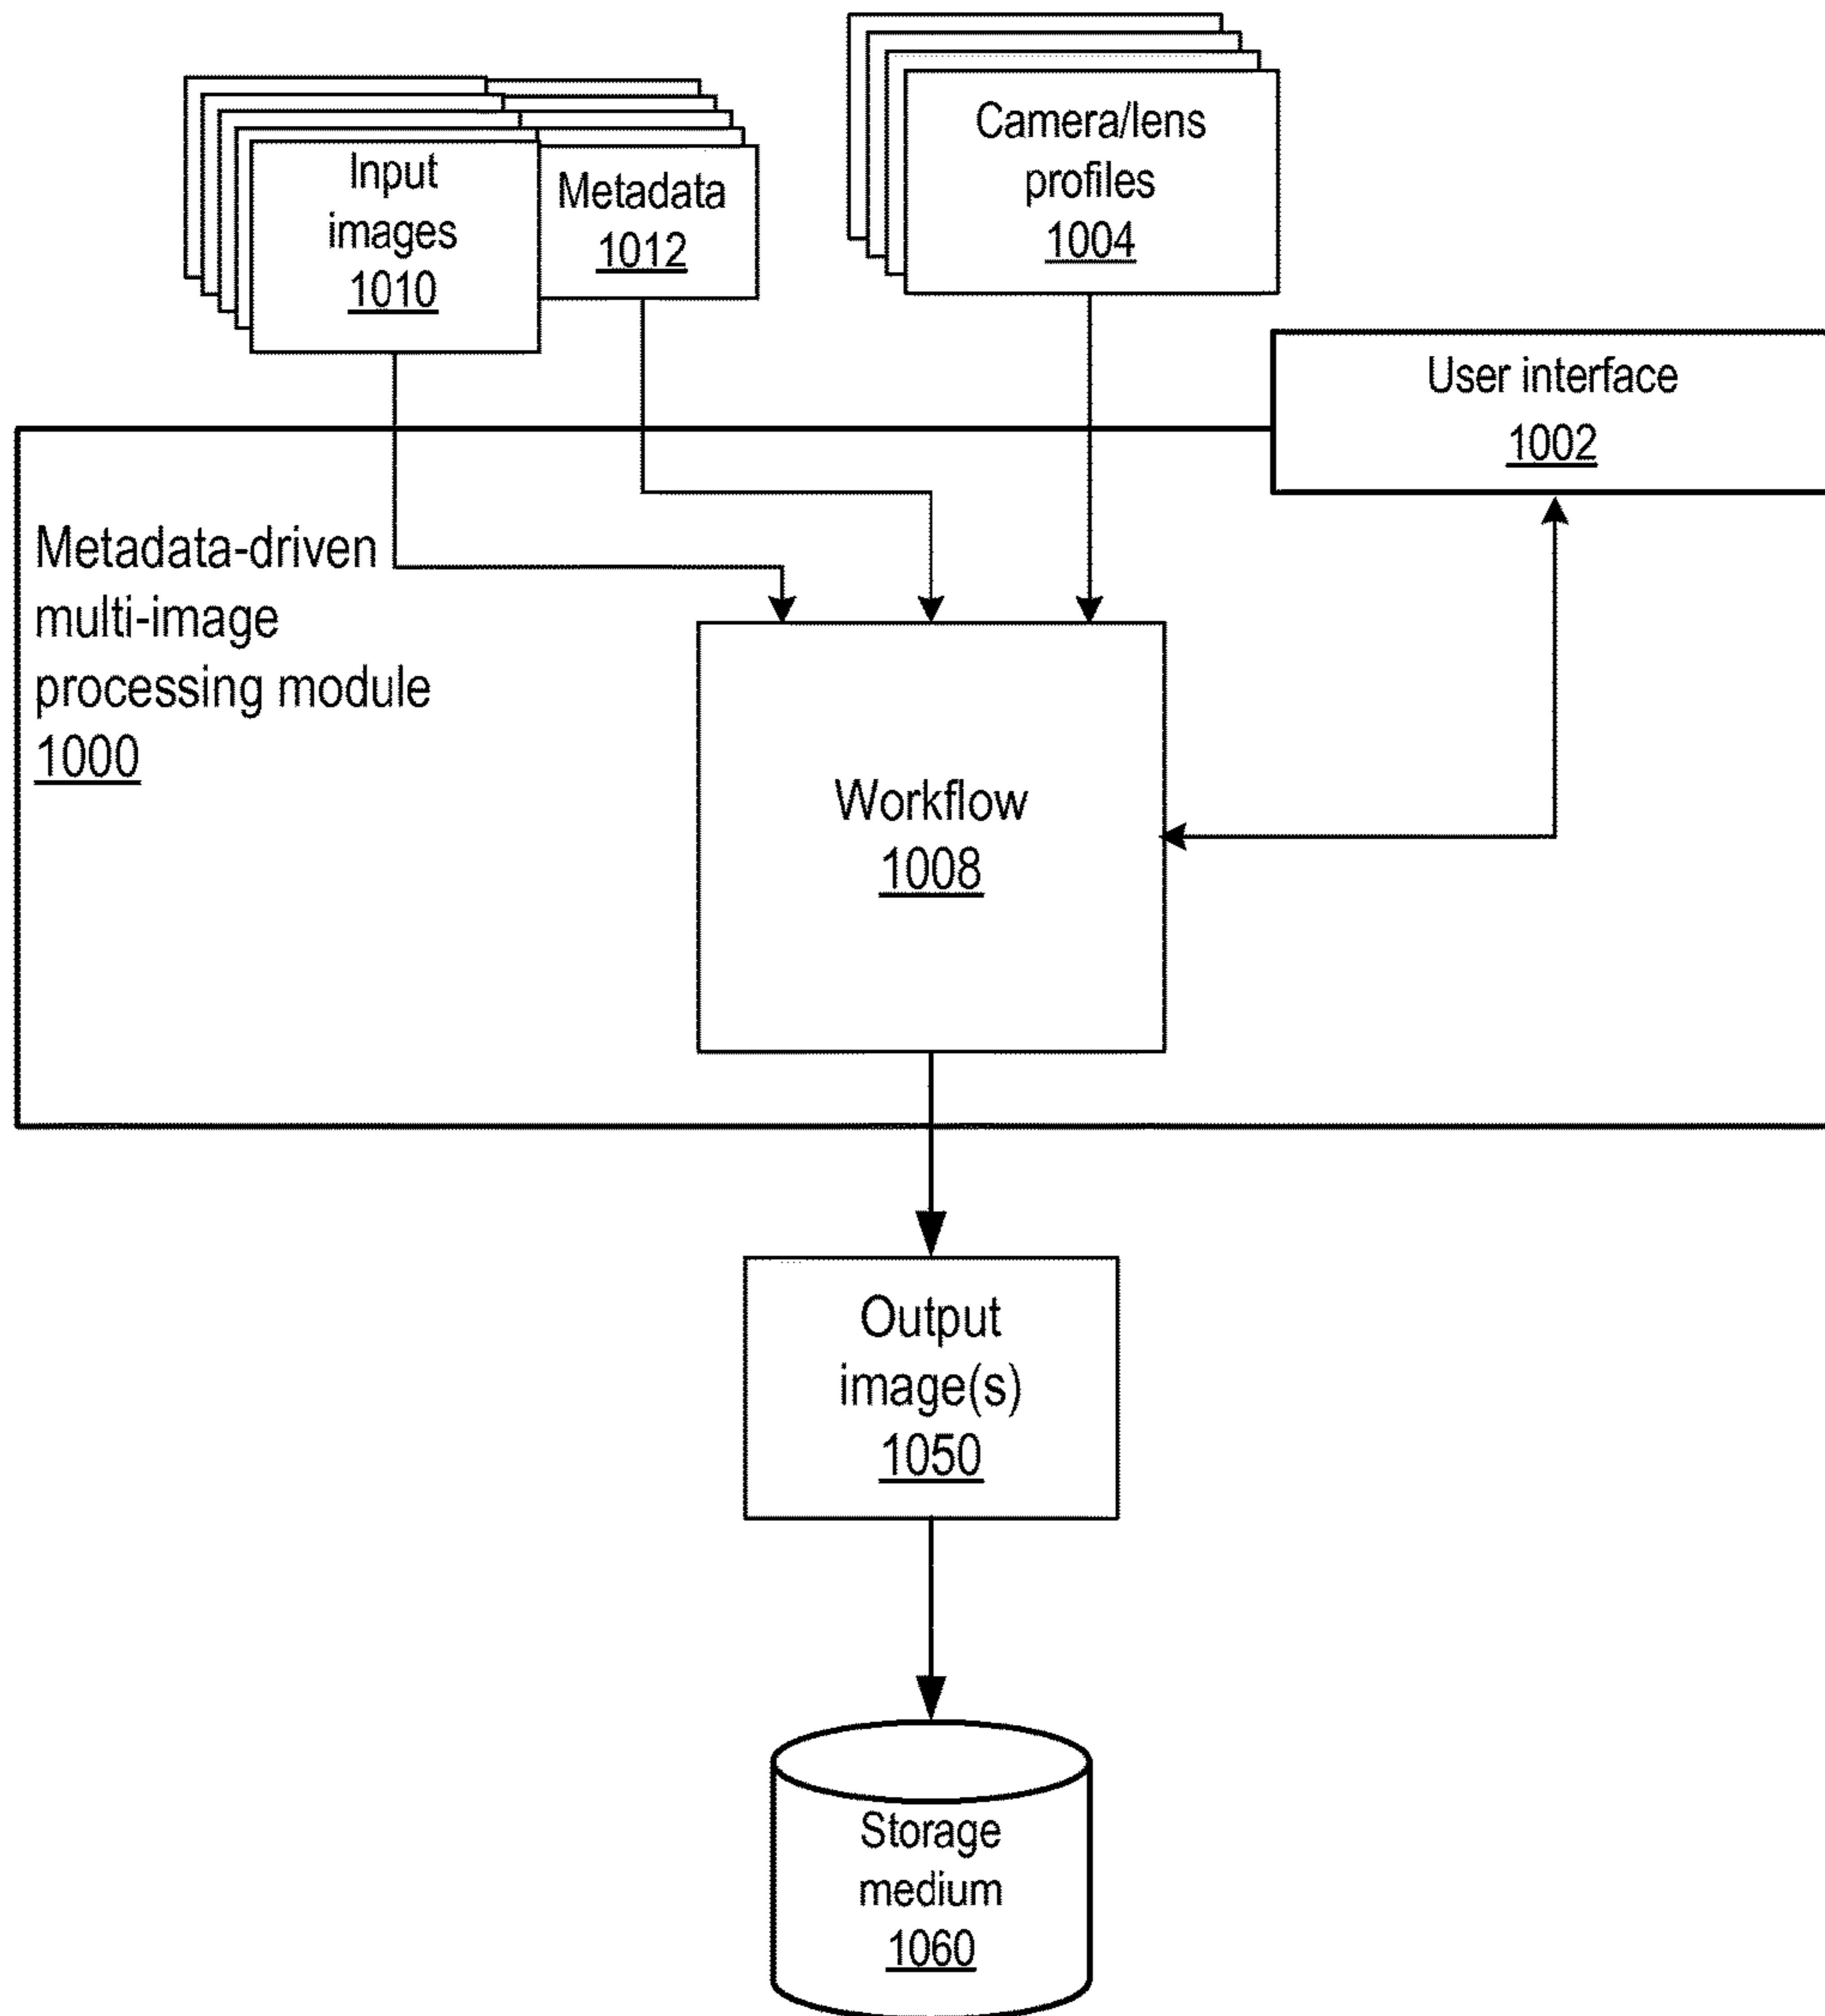 Input
images
1010
Metadata
1012
Camera/lens
profiles
1004
User interface
1002
Metadata-driven
multi-image
processing module
1000
Workflow
1008
Output
image(s)
1050
Storage
medium
1060